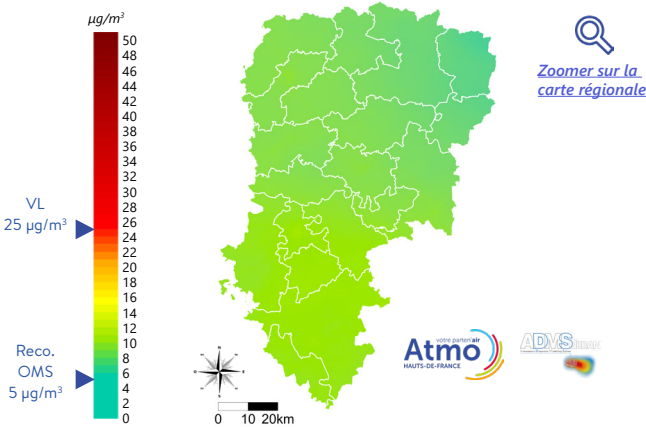 µg/m³
50
48
46
44
42
40
38
36
34
32
30
28
26
24
22
20
18
16
14
12
10
8
6
4
2
0
VL
25 µg/m³
Reco.
OMS
5 µg/m³
Zoomer sur la
carte régionale
N
E
S
O
0 10 20km
votre parten'air
Atmo
HAUTS-DE-FRANCE
ADMS
URBAN